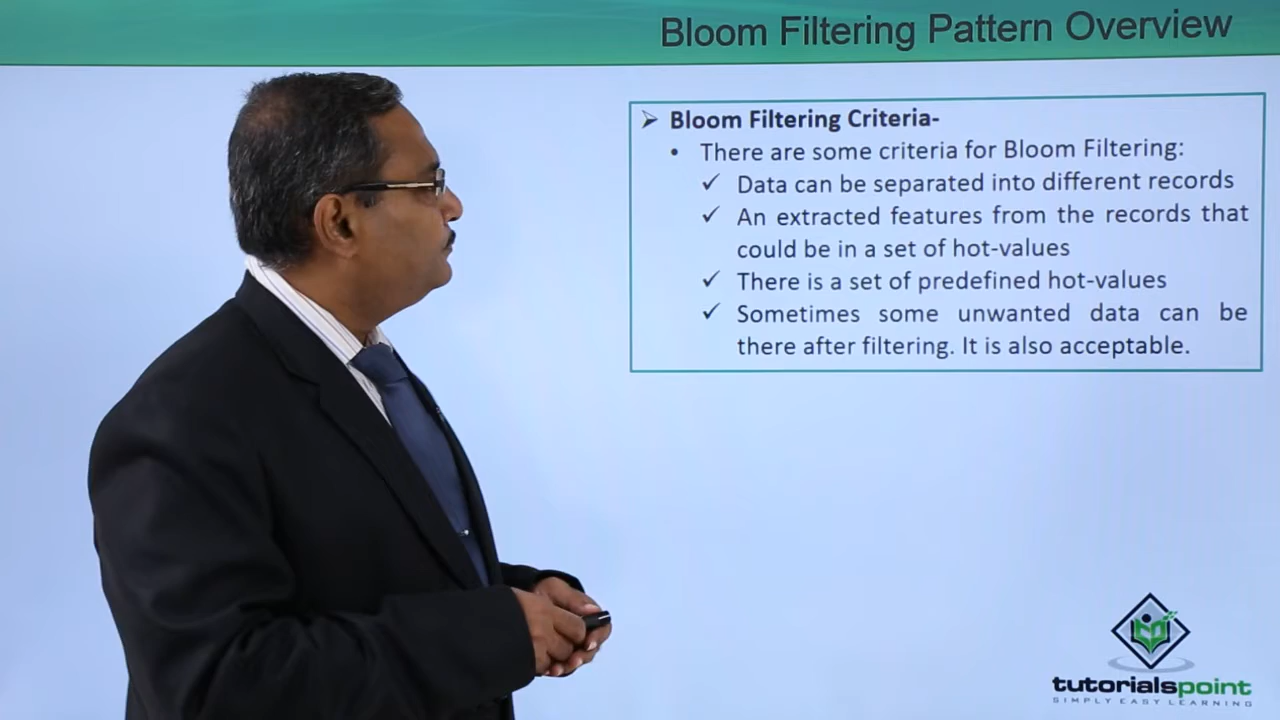 Bloom Filtering Pattern Overview
➢ Bloom Filtering Criteria-
• There are some criteria for Bloom Filtering:
✓ Data can be separated into different records
✓ An extracted features from the records that
could be in a set of hot-values
✓ There is a set of predefined hot-values
✓ Sometimes some unwanted data can be
there after filtering. It is also acceptable.
tutorialspoint
SIMPLY EASY LEARNING